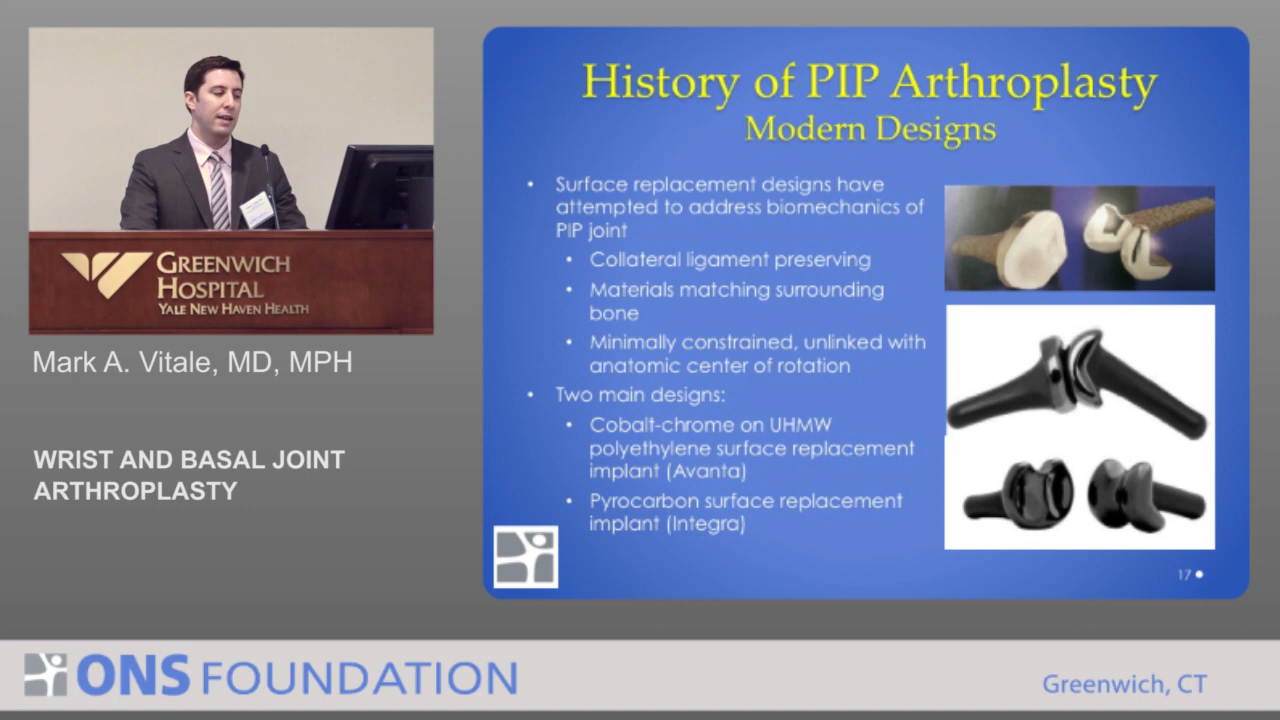 GREENWICH
HOSPITAL
YALE NEW HAVEN HEALTH
Mark A. Vitale, MD, MPH
WRIST AND BASAL JOINT
ARTHROPLASTY
History of PIP Arthroplasty
Modern Designs
• Surface replacement designs have
attempted to address biomechanics of
PIP joint
• Collateral ligament preserving
• Materials matching surrounding
bone
• Minimally constrained, unlinked with
anatomic center of rotation
• Two main designs:
• Cobalt-chrome on UHMW
polyethylene surface replacement
implant (Avanta)
• Pyrocarbon surface replacement
implant (Integra)
17
ONS FOUNDATION
Greenwich, CT